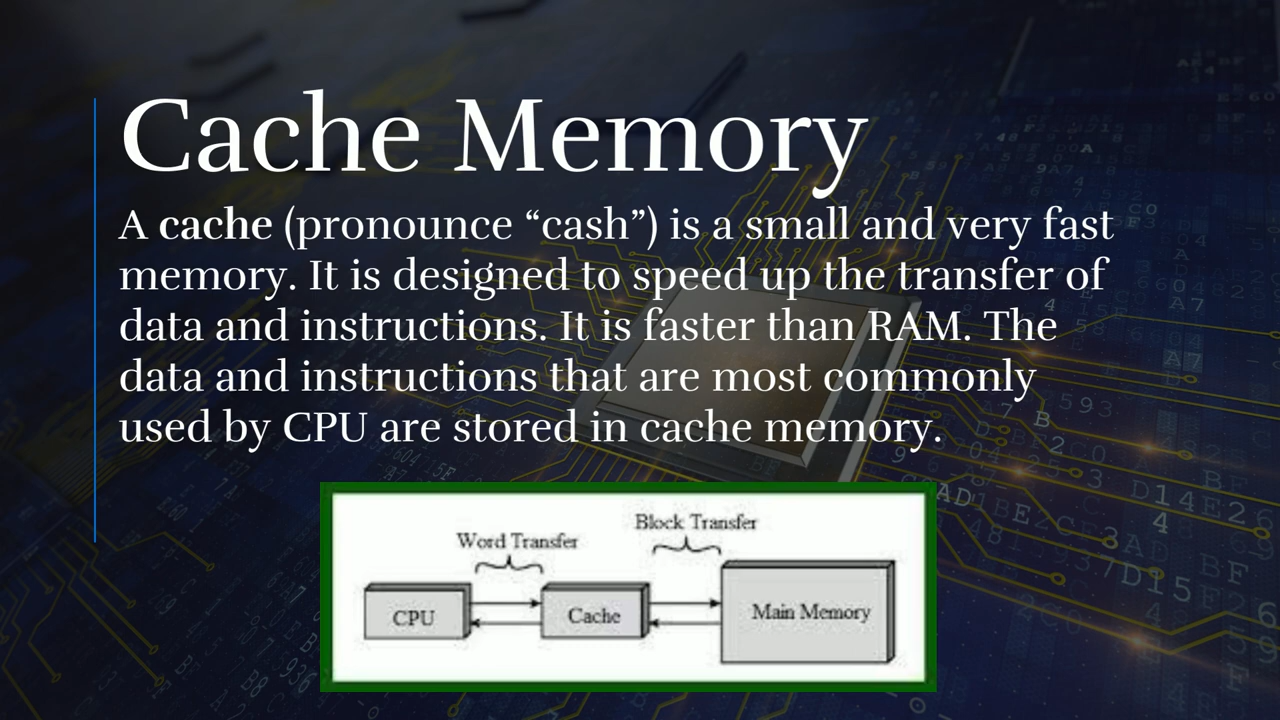 Cache Memory
A cache (pronounce “cash”) is a small and very fast
memory. It is designed to speed up the transfer of
data and instructions. It is faster than RAM. The
data and instructions that are most commonly
used by CPU are stored in cache memory.
Block Transfer
Word Transfer
CPU
Cache
Main Memory